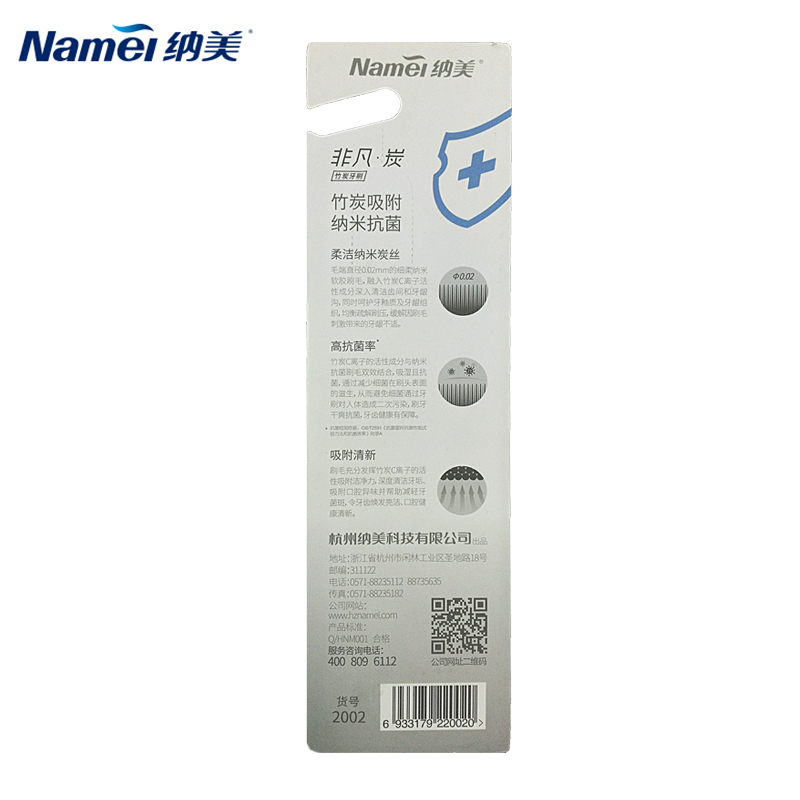 Namei 纳美®
Namei 纳美®
非凡·炭
竹炭牙刷
竹炭吸附
纳米抗菌
柔洁纳米炭丝
毛端直径0.02mm的细柔纳米
软胶刷毛,融入竹炭C离子活
性成分深入清洁齿间和牙龈
沟,同时呵护牙釉质及牙龈组
织,均衡疏解刷压,缓解因刷毛
刺激带来的牙龈不适。
Φ0.02
高抗菌率*
竹炭C离子的活性成分与纳米
抗菌刷毛双效结合,吸湿且抗
菌,通过减少细菌在刷头表面
的滋生,从而避免细菌通过牙
刷对人体造成二次污染,刷牙
干爽抗菌,牙齿健康有保障。
吸附清新
刷毛充分发挥竹炭C离子的活
性吸附洁净力,深度清洁牙垢、
吸附口腔异味并帮助减轻牙
菌斑,令牙齿焕发亮洁、口腔健
康清新。
杭州纳美科技有限公司出品
地址:浙江省杭州市闲林工业区圣地路18号
邮编:311122
电话:0571-88235112 88735635
传真:0571-88235182
公司网站:
www.hznamei.com
产品标准:
Q/HNM001 合格
服务咨询电话:
400 809 6112
公司网址二维码
货号
2002
6 933179 220020 >